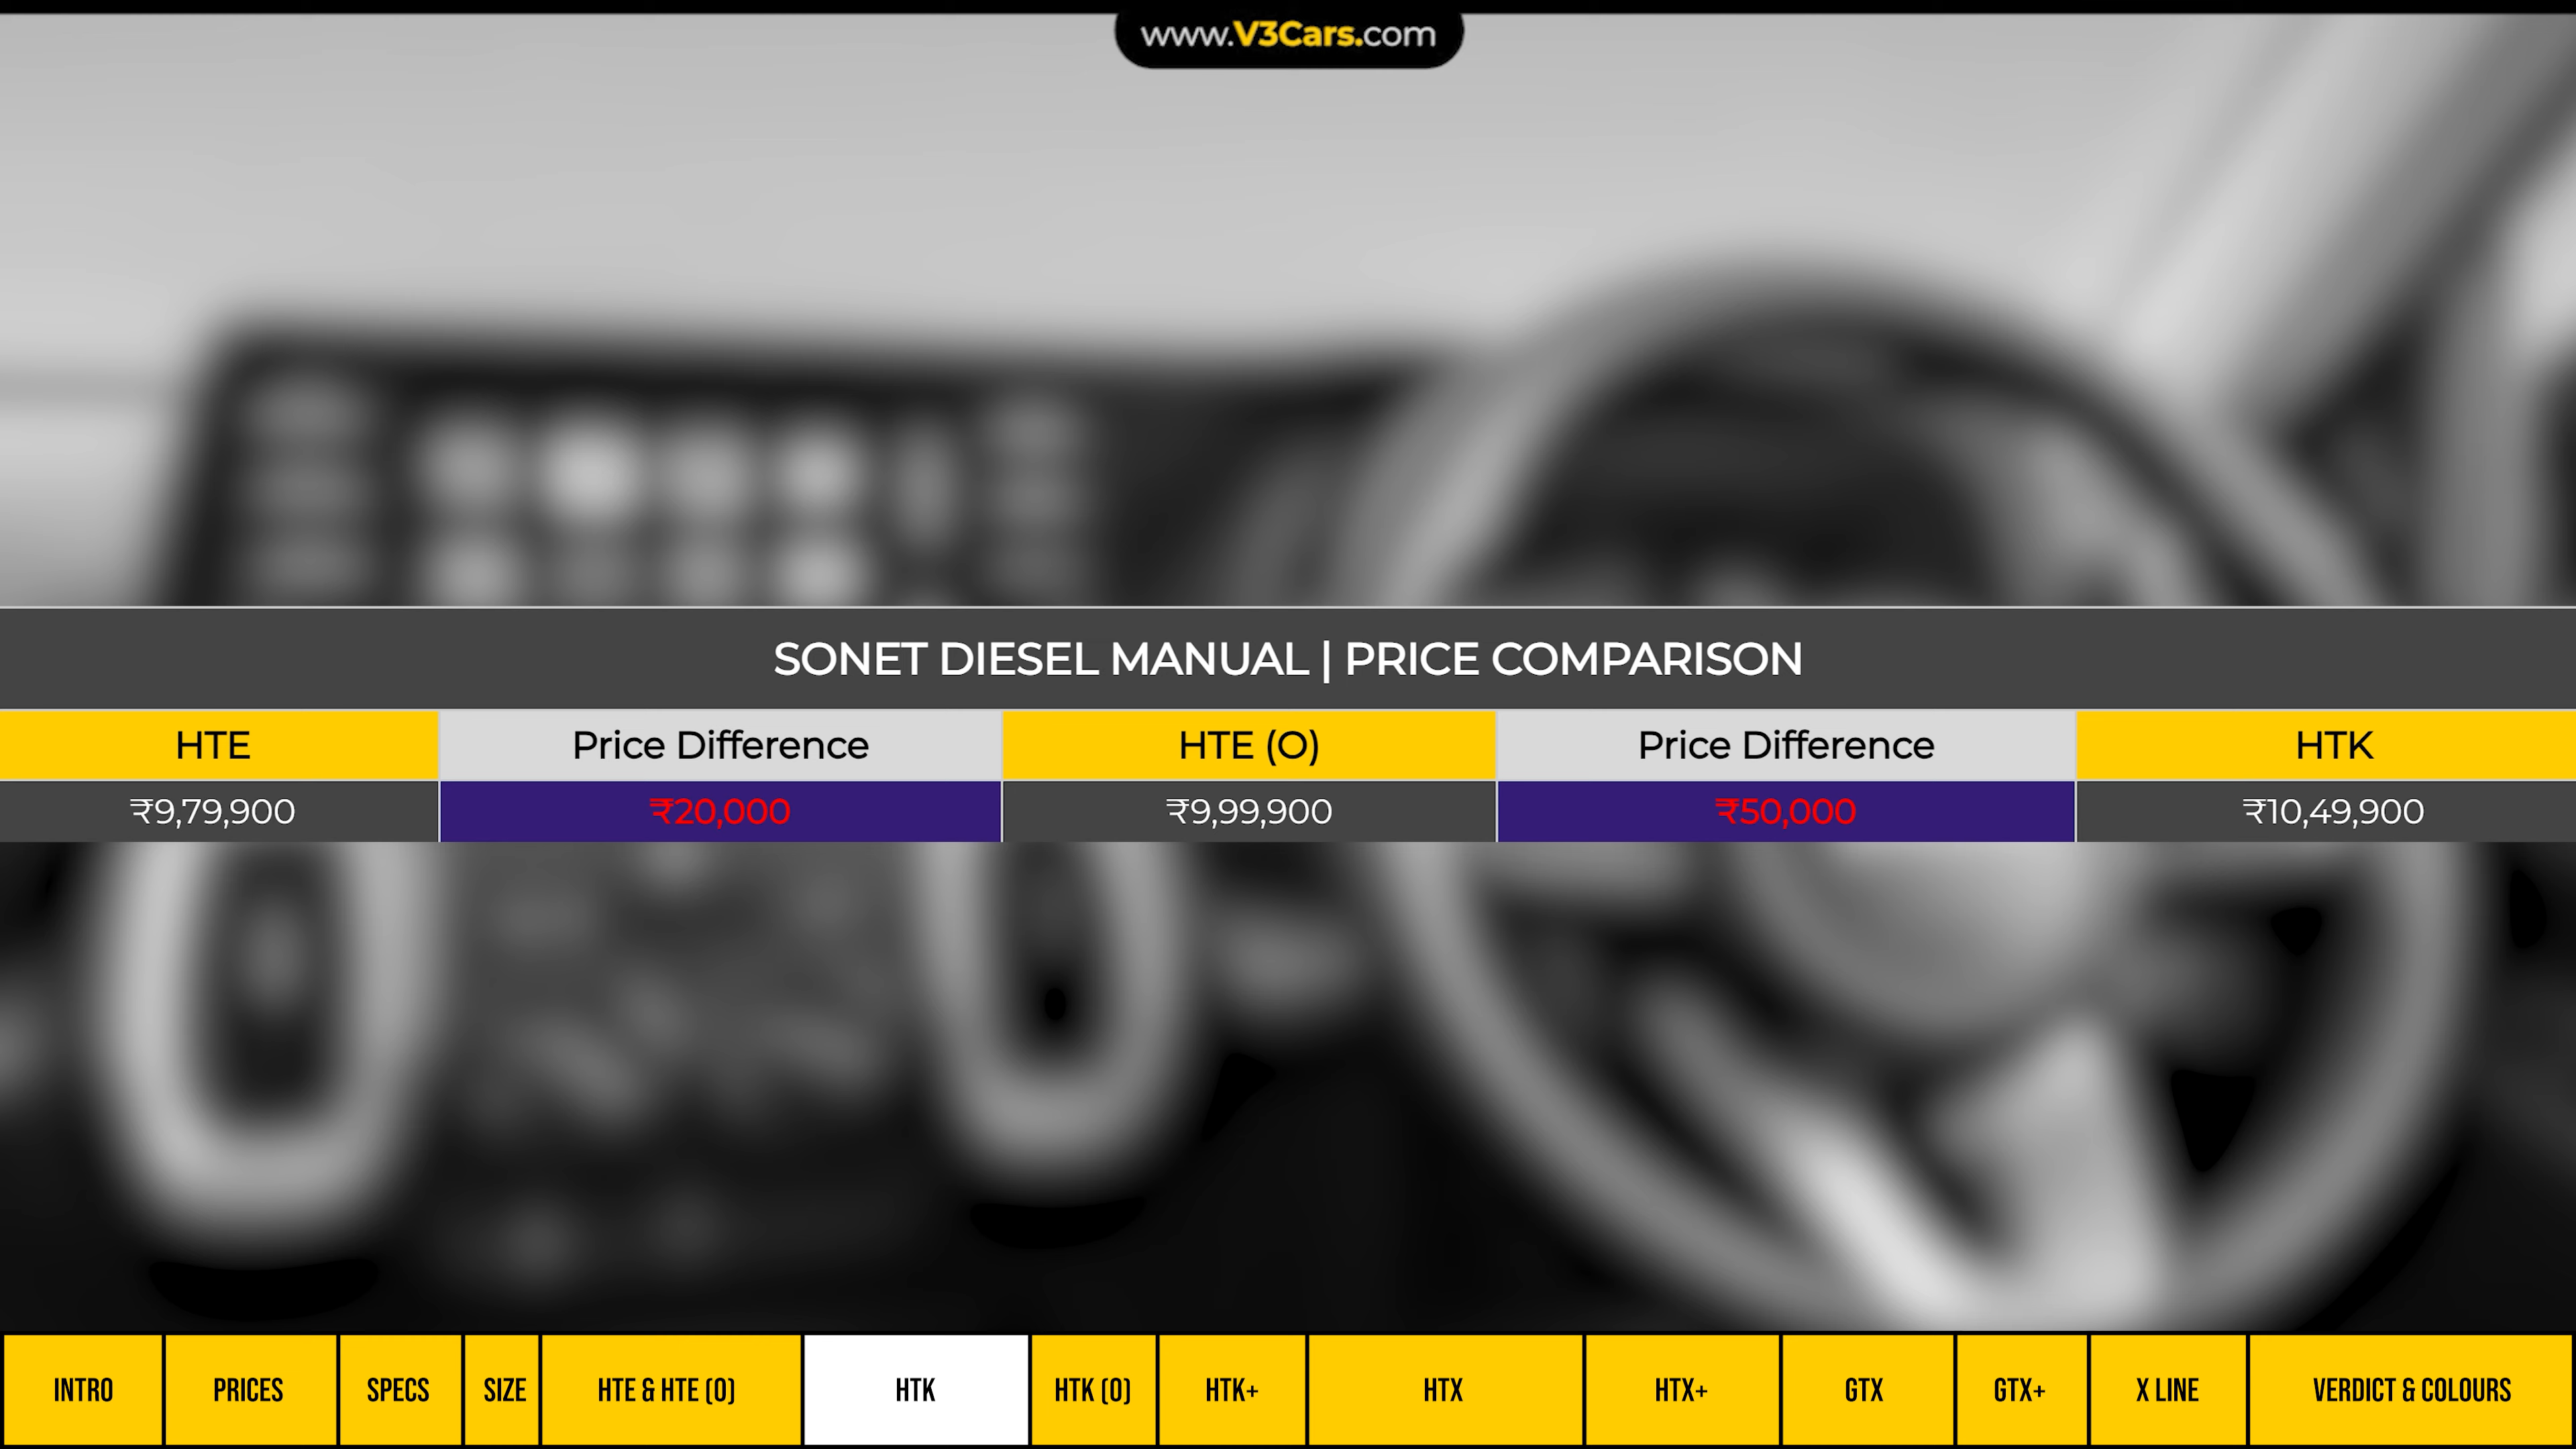 www.V3Cars.com
SONET DIESEL MANUAL | PRICE COMPARISON
HTE Price Difference HTE (O) Price Difference HTK
₹9,79,900 ₹20,000 ₹9,99,900 ₹50,000 ₹10,49,900
INTRO PRICES SPECS SIZE HTE & HTE (O) HTK HTK (O) HTK+ HTX HTX+ GTX GTX+ X LINE VERDICT & COLOURS